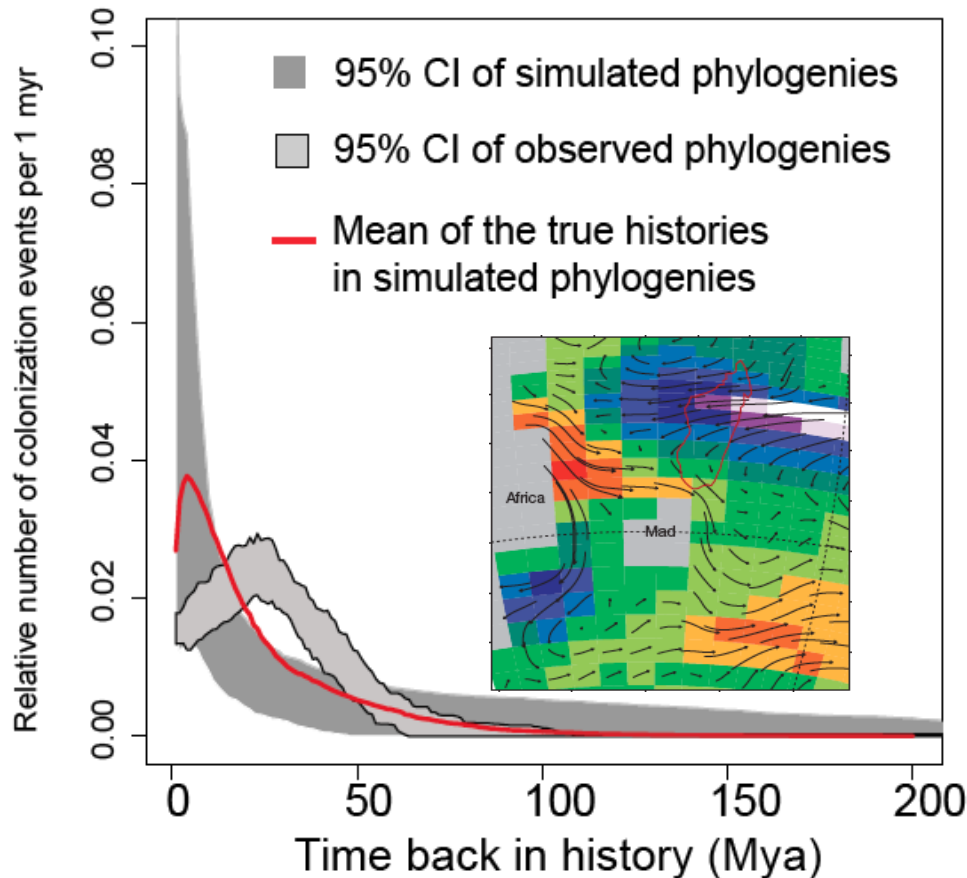 Relative number of colonization events per 1 myr
0.10
0.08
0.06
0.04
0.02
0.00
95% CI of simulated phylogenies
95% CI of observed phylogenies
Mean of the true histories
in simulated phylogenies
Africa
Mad
0
50
100
150
200
Time back in history (Mya)